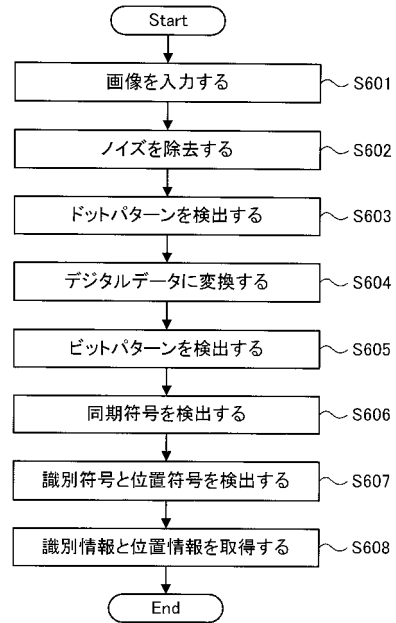 Start
画像を入力する S601
ノイズを除去する S602
ドットパターンを検出する S603
デジタルデータに変換する S604
ビットパターンを検出する S605
同期符号を検出する S606
識別符号と位置符号を検出する S607
識別情報と位置情報を取得する S608
End